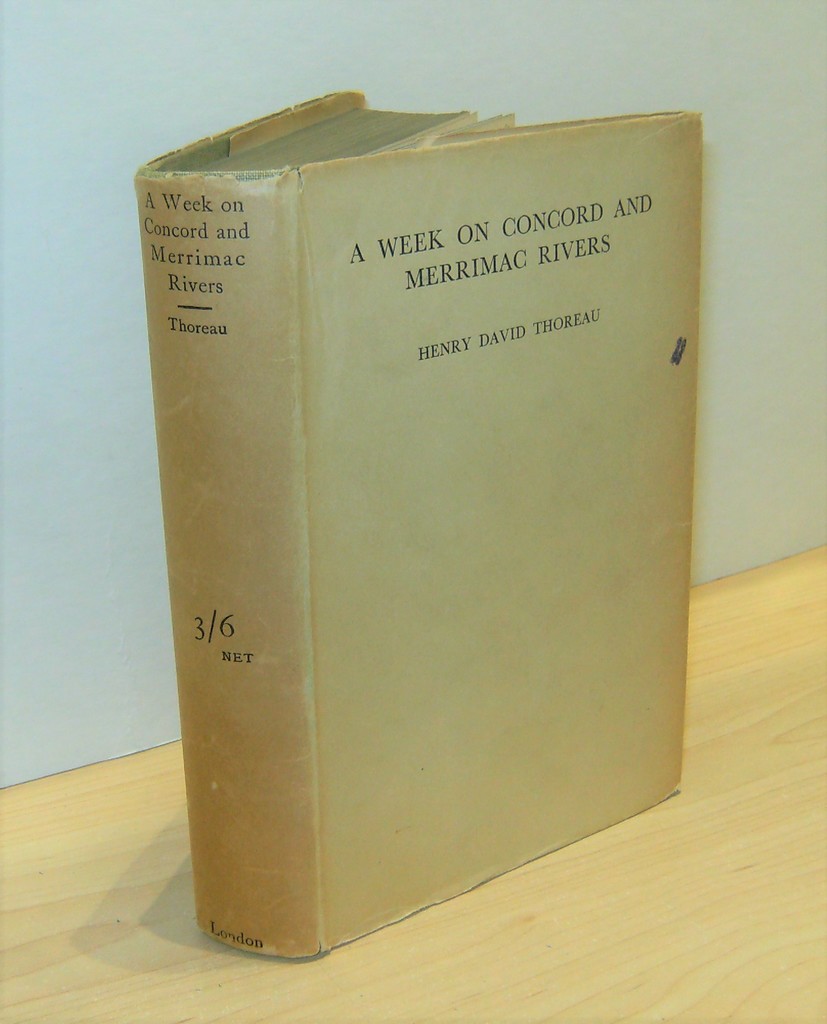 A Week on
Concord and
Merrimac
Rivers
Thoreau
3/6
NET
London
A WEEK ON CONCORD AND
MERRIMAC RIVERS
HENRY DAVID THOREAU